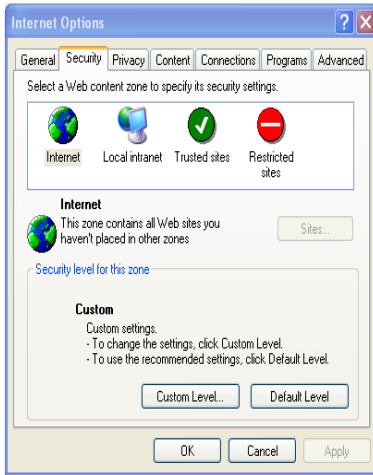 Internet Options
General Security Privacy Content Connections Programs Advanced
Select a Web content zone to specify its security settings.
Internet Local intranet Trusted sites Restricted sites
Internet
This zone contains all Web sites you
haven't placed in other zones
Sites...
Security level for this zone
Custom
Custom settings.
- To change the settings, click Custom Level.
- To use the recommended settings, click Default Level.
Custom Level... Default Level
OK Cancel Apply